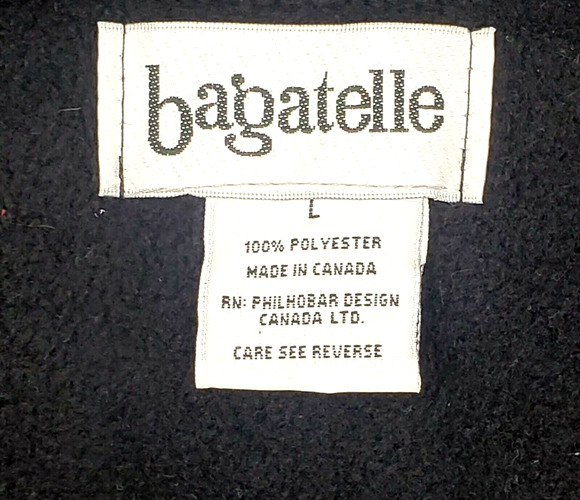 bagatelle
L
100% POLYESTER
MADE IN CANADA
RN: PHILHOBAR DESIGN
CANADA LTD.
CARE SEE REVERSE